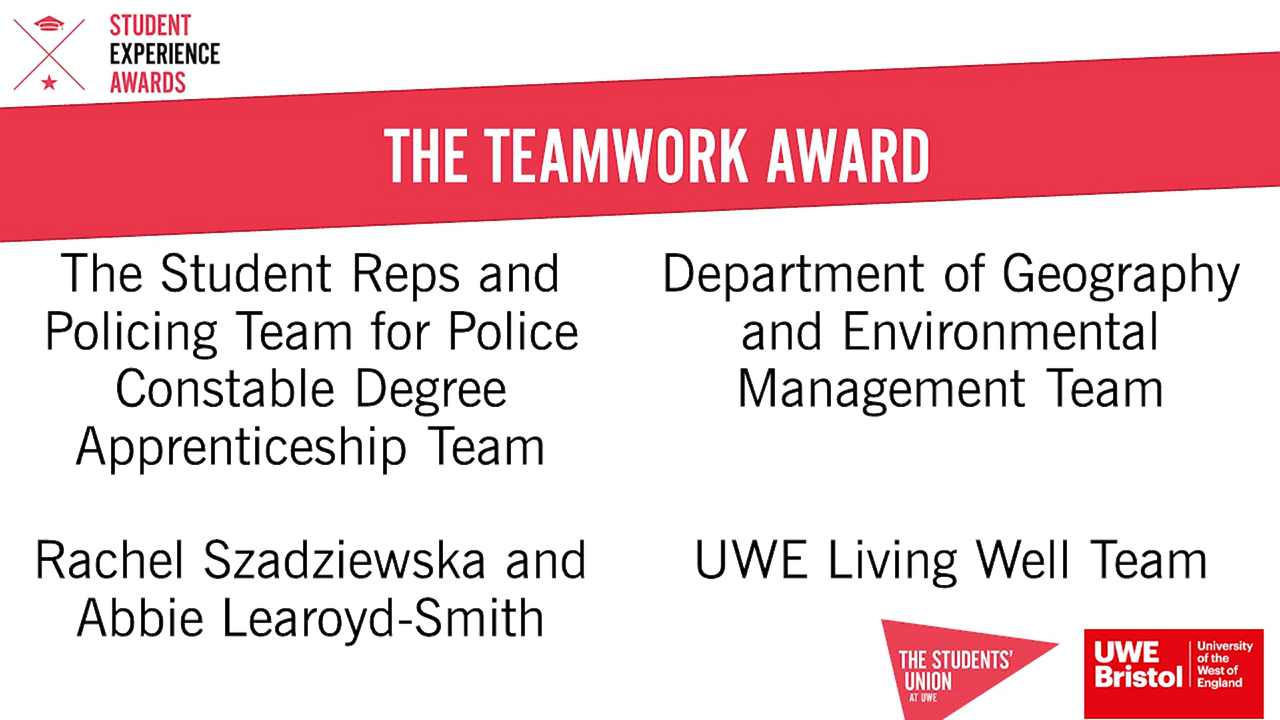 STUDENT
EXPERIENCE
AWARDS
THE TEAMWORK AWARD
The Student Reps and
Policing Team for Police
Constable Degree
Apprenticeship Team
Department of Geography
and Environmental
Management Team
Rachel Szadziewska and
Abbie Learoyd-Smith
UWE Living Well Team
THE STUDENTS'
UNION
AT UWE
UWE
Bristol
University
of the
West of
England